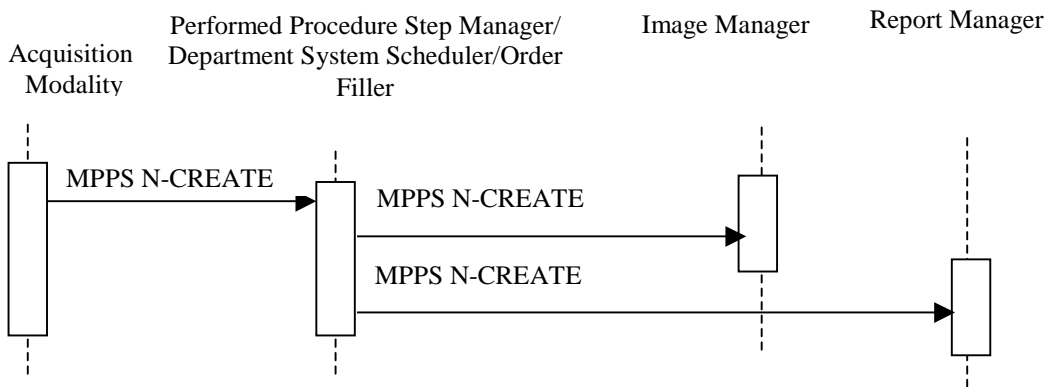 Acquisition
Modality
Performed Procedure Step Manager/
Department System Scheduler/Order
Filler
Image Manager
Report Manager
MPPS N-CREATE
MPPS N-CREATE
MPPS N-CREATE